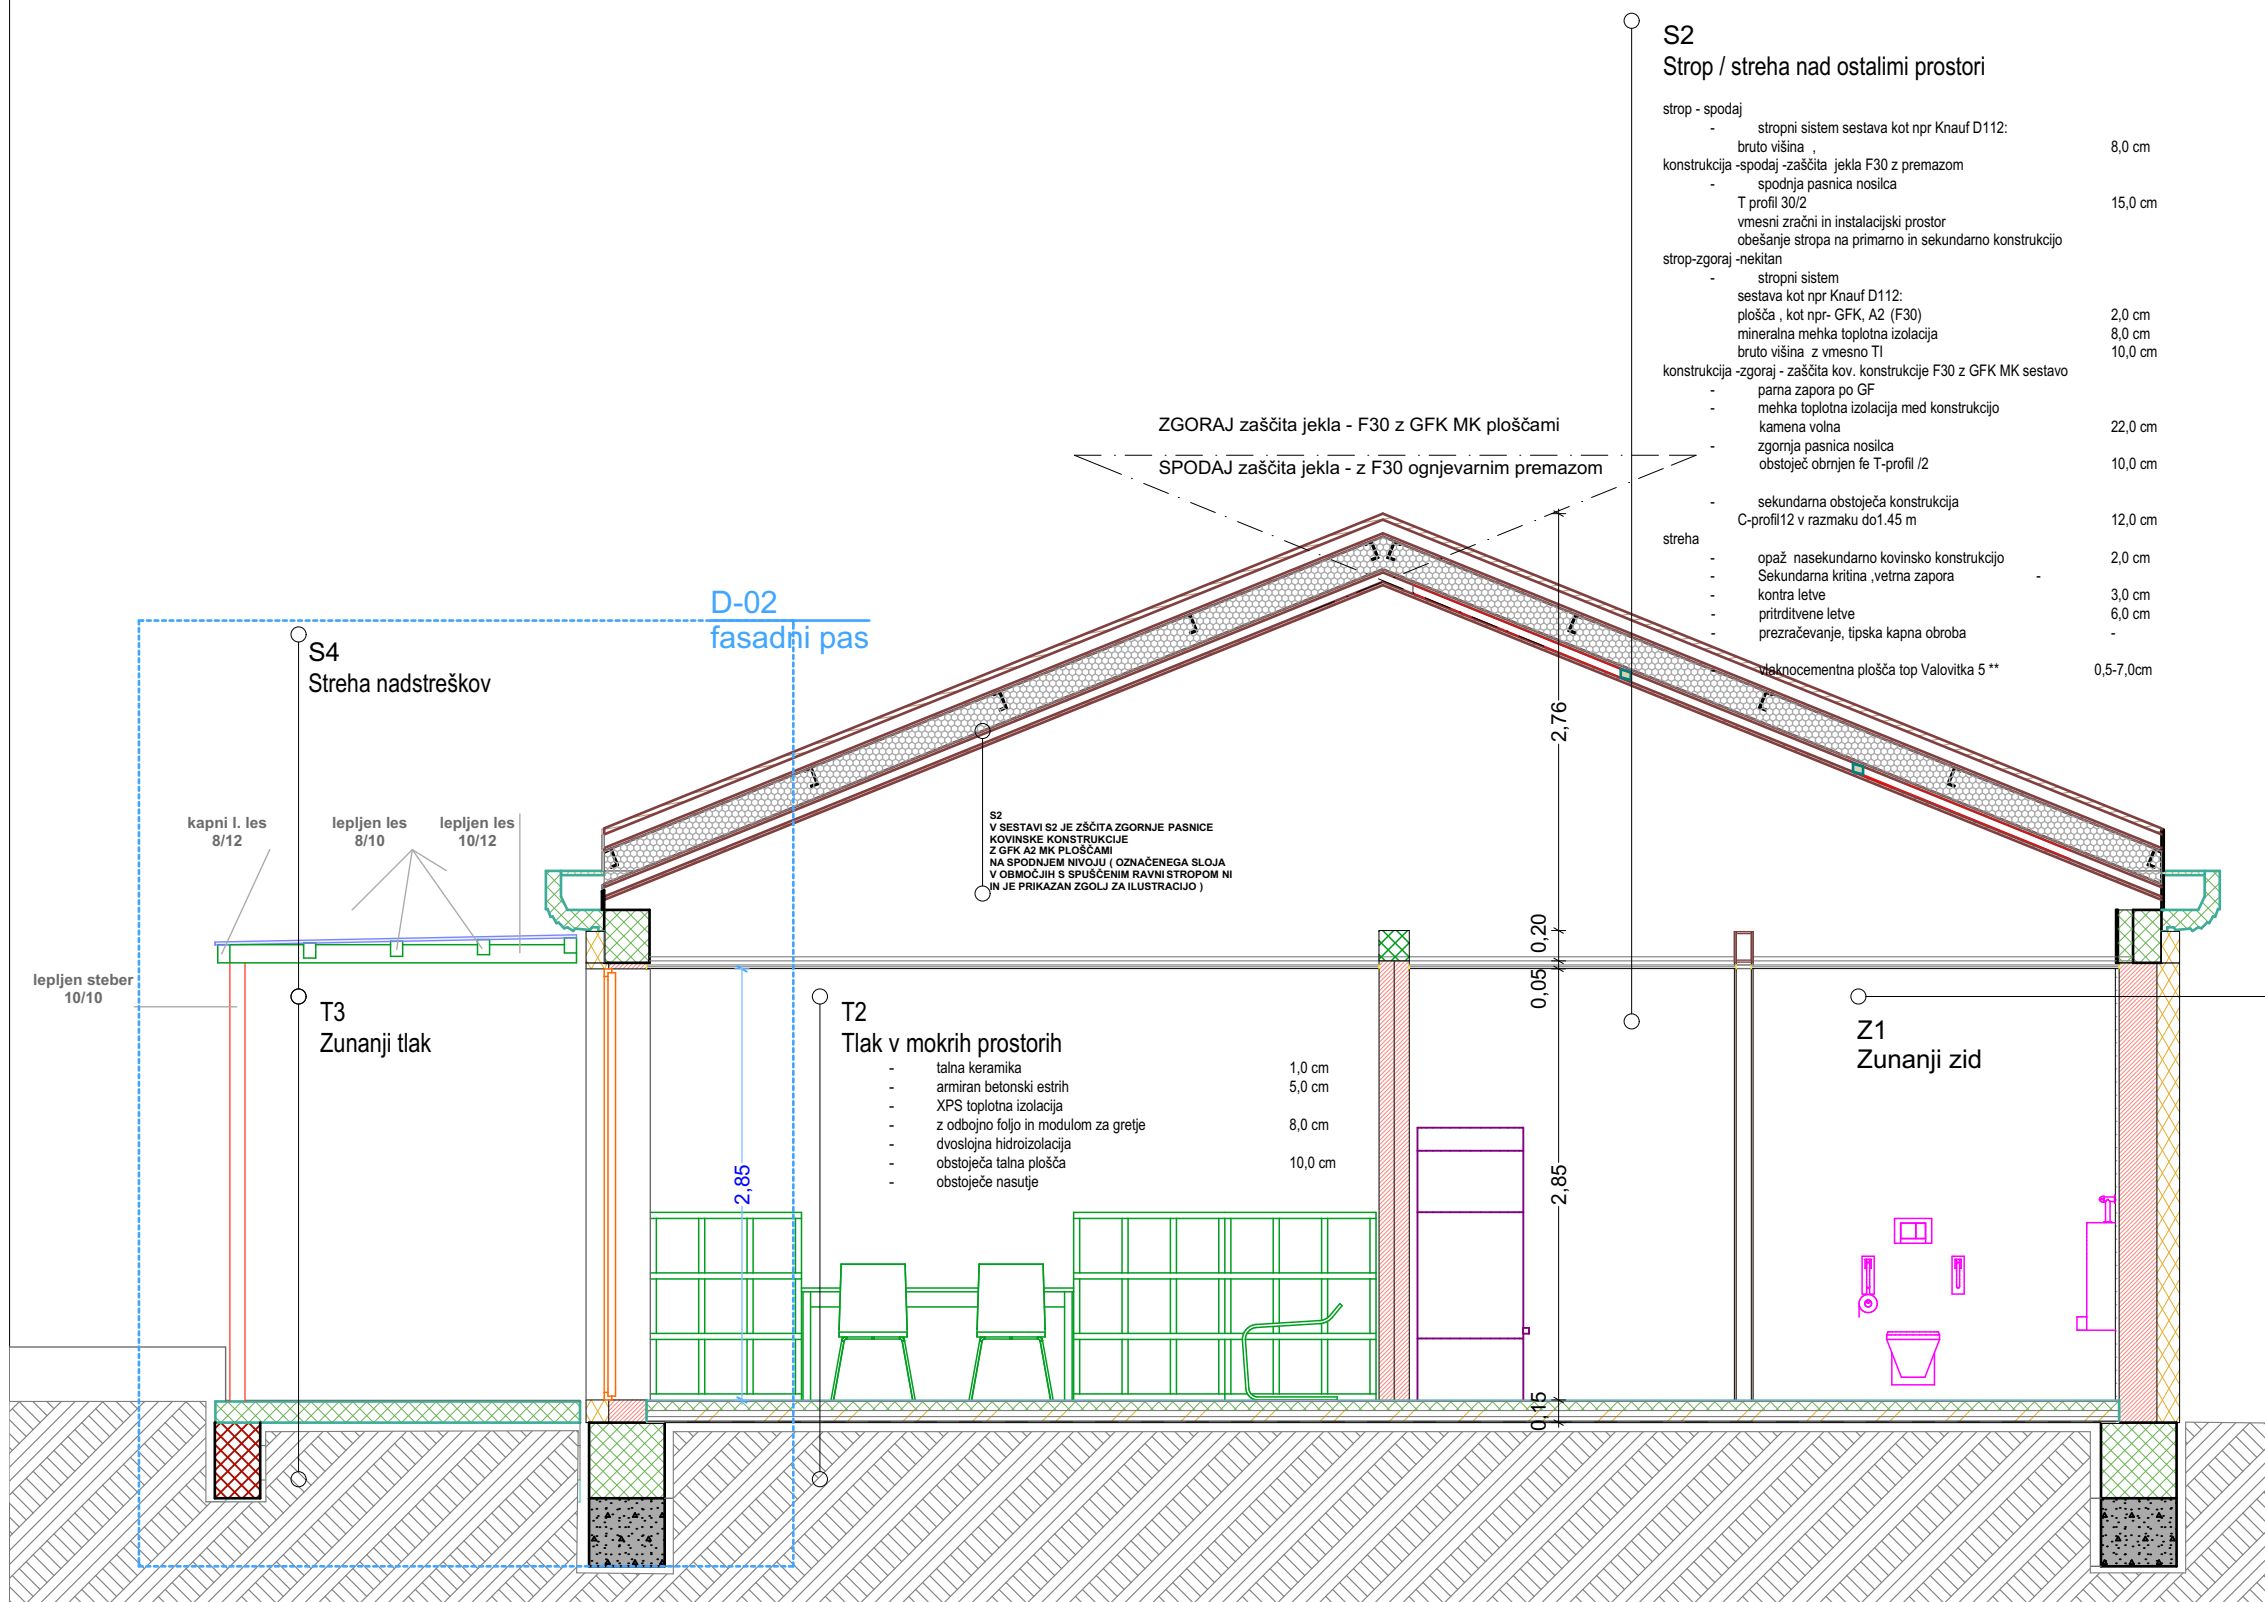 S2
Strop / streha nad ostalimi prostori
strop - spodaj
- stropni sistem sestava kot npr Knauf D112:
bruto višina , 8,0 cm
konstrukcija -spodaj -zaščita jekla F30 z premazom
- spodnja pasnica nosilca
T profil 30/2 15,0 cm
vmesni zračni in instalacijski prostor
obešanje stropa na primarno in sekundarno konstrukcijo
strop-zgoraj -nekitan
- stropni sistem
sestava kot npr Knauf D112:
plošča , kot npr- GFK, A2 (F30) 2,0 cm
mineralna mehka toplotna izolacija 8,0 cm
bruto višina z vmesno TI 10,0 cm
konstrukcija -zgoraj - zaščita kov. konstrukcije F30 z GFK MK sestavo
- parna zapora po GF
- mehka toplotna izolacija med konstrukcijo
kamena volna 22,0 cm
- zgornja pasnica nosilca
obstoječ obrnjen fe T-profil /2 10,0 cm
- sekundarna obstoječa konstrukcija
C-profil12 v razmaku do1.45 m 12,0 cm
streha
- opaž nasekundarno kovinsko konstrukcijo 2,0 cm
- Sekundarna kritina ,vetrna zapora -
- kontra letve 3,0 cm
- pritrditvene letve 6,0 cm
- prezračevanje, tipska kapna obroba -
- vlaknocementna plošča top Valovitka 5 ** 0,5-7,0cm
ZGORAJ zaščita jekla - F30 z GFK MK ploščami
SPODAJ zaščita jekla - z F30 ognjevarnim premazom
D-02
fasadni pas
S4
Streha nadstreškov
2,76
kapni l. les
8/12
lepljen les
8/10
lepljen les
10/12
S2
V SESTAVI S2 JE ZŠČITA ZGORNJE PASNICE
KOVINSKE KONSTRUKCIJE
Z GFK A2 MK PLOŠČAMI
NA SPODNJEM NIVOJU ( OZNAČENEGA SLOJA
V OBMOČJIH S SPUŠČENIM RAVNI STROPOM NI
IN JE PRIKAZAN ZGOLJ ZA ILUSTRACIJO )
0,20
0,05
lepljen steber
10/10
T3
Zunanji tlak
T2
Tlak v mokrih prostorih
- talna keramika 1,0 cm
- armiran betonski estrih 5,0 cm
- XPS toplotna izolacija
- z odbojno foljo in modulom za gretje 8,0 cm
- dvoslojna hidroizolacija
- obstoječa talna plošča 10,0 cm
- obstoječe nasutje
Z1
Zunanji zid
2,85
2,85
0,15